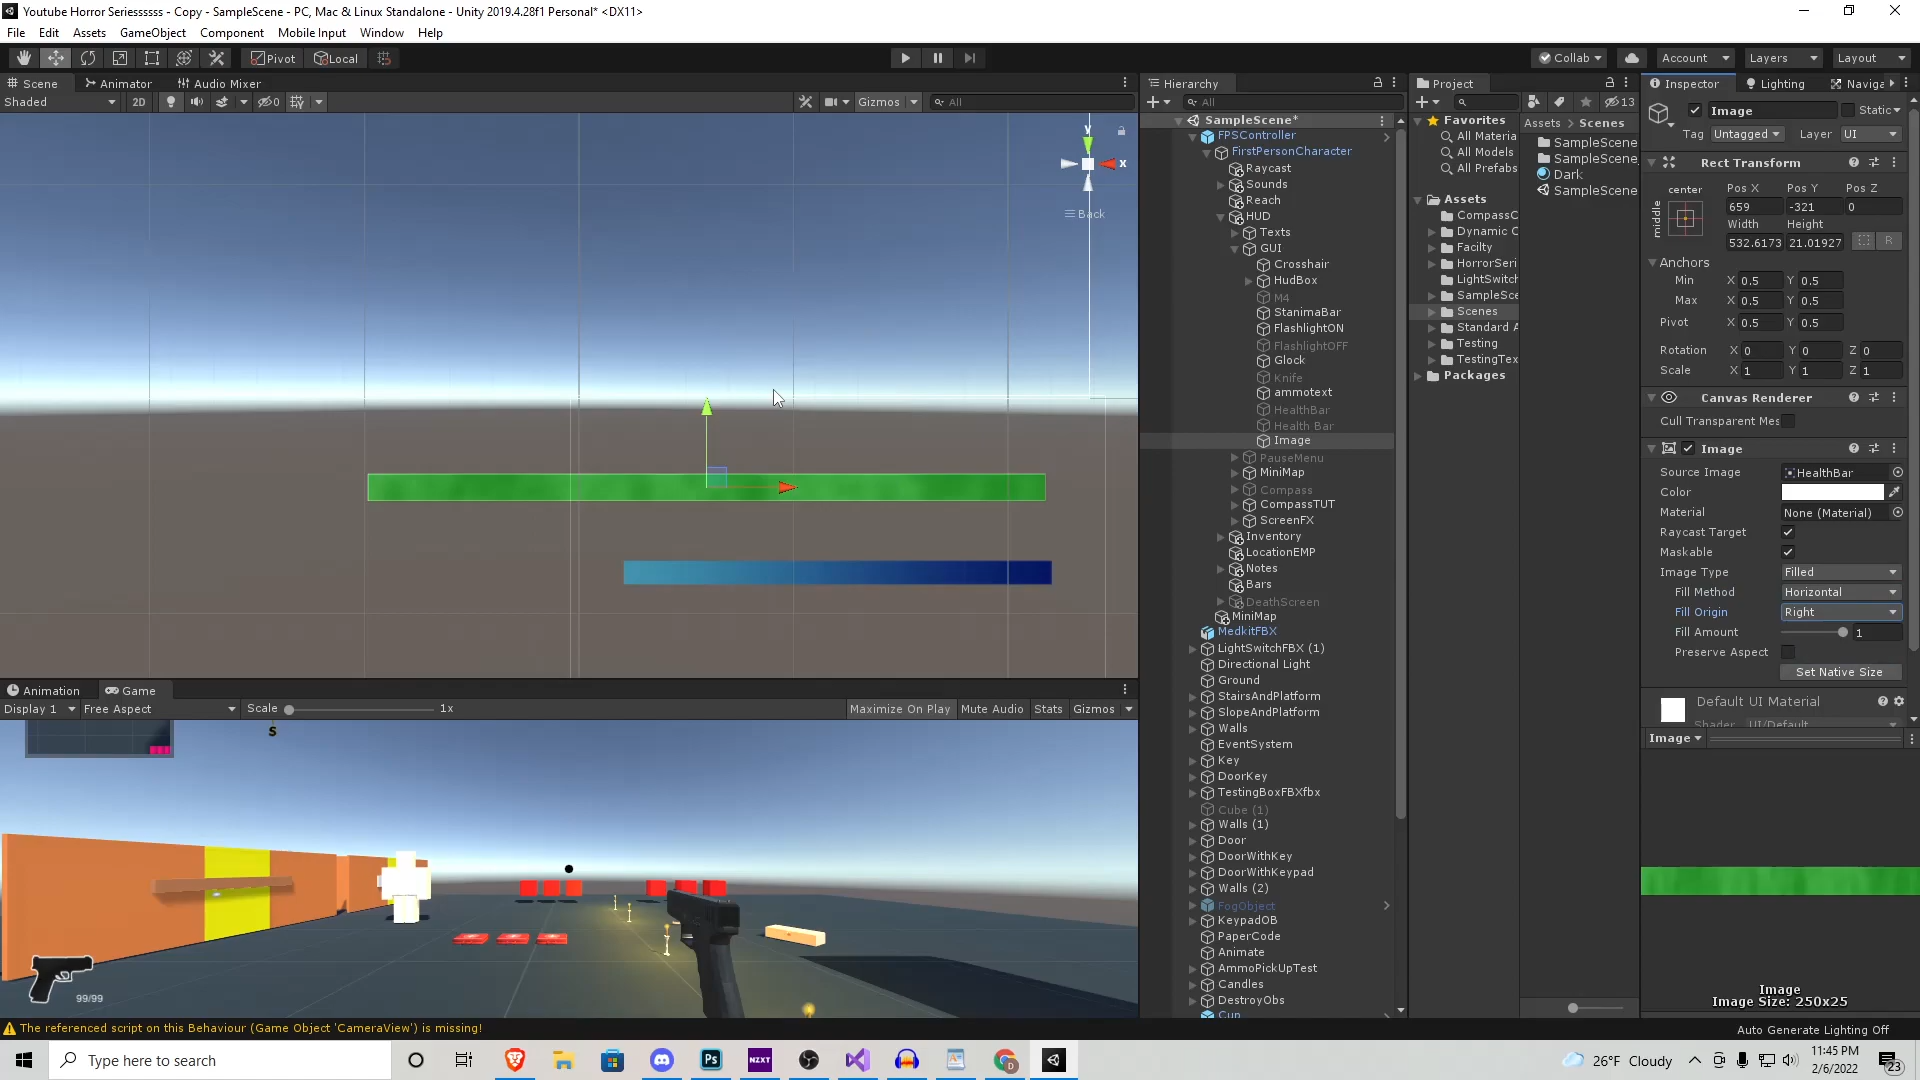 Youtube Horror Seriesssss - Copy - SampleScene - PC, Mac & Linux Standalone - Unity 2019.4.28f1 Personal* <DX11>
File Edit Assets GameObject Component Mobile Input Window Help
Pivot Local Collab Account Layers Layout
Scene Animator Audio Mixer
Shaded 2D 0 Gizmos All
y
x
Back
Hierarchy
All
SampleScene*
FPSController
FirstPersonCharacter
Raycast
Sounds
Reach
HUD
Texts
GUI
Crosshair
HudBox
M4
StanimaBar
FlashlightON
FlashlightOFF
Glock
Knife
ammotext
HealthBar
Health Bar
Image
PauseMenu
MiniMap
Compass
CompassTUT
ScreenFX
Inventory
LocationEMP
Notes
Bars
DeathScreen
MiniMap
MedkitFBX
LightSwitchFBX (1)
Directional Light
Ground
StairsAndPlatform
SlopeAndPlatform
Walls
EventSystem
Key
DoorKey
TestingBoxFBXfbx
Cube (1)
Walls (1)
Door
DoorWithKey
DoorWithKeypad
Walls (2)
FogObject
KeypadOB
PaperCode
Animate
AmmoPickUpTest
Candles
DestroyObs
Cup
Project
13
Favorites
All Materia
All Models
All Prefabs
Assets
CompassC
Dynamic C
Facilty
HorrorSeri
LightSwitch
SampleSce
Scenes
Standard A
Testing
TestingTex
Packages
Assets > Scenes
SampleScene
SampleScene
Dark
SampleScene
Inspector Lighting Naviga
Image Static
Tag Untagged Layer UI
Rect Transform
center Pos X Pos Y Pos Z
middle 659 -321 0
Width Height
532.6173 21.01927 R
Anchors
Min X 0.5 Y 0.5
Max X 0.5 Y 0.5
Pivot X 0.5 Y 0.5
Rotation X 0 Y 0 Z 0
Scale X 1 Y 1 Z 1
Canvas Renderer
Cull Transparent Mes
Image
Source Image HealthBar
Color
Material None (Material)
Raycast Target
Maskable
Image Type Filled
Fill Method Horizontal
Fill Origin Right
Fill Amount 1
Preserve Aspect
Set Native Size
Default UI Material
Shader UI/Default
Image
Image
Image Size: 250x25
Animation Game
Display 1 Free Aspect Scale 1x Maximize On Play Mute Audio Stats Gizmos
S
99/99
The referenced script on this Behaviour (Game Object 'CameraView') is missing!
Auto Generate Lighting Off
Type here to search
Ps
NZXT
D
26°F Cloudy
11:45 PM
2/6/2022
23